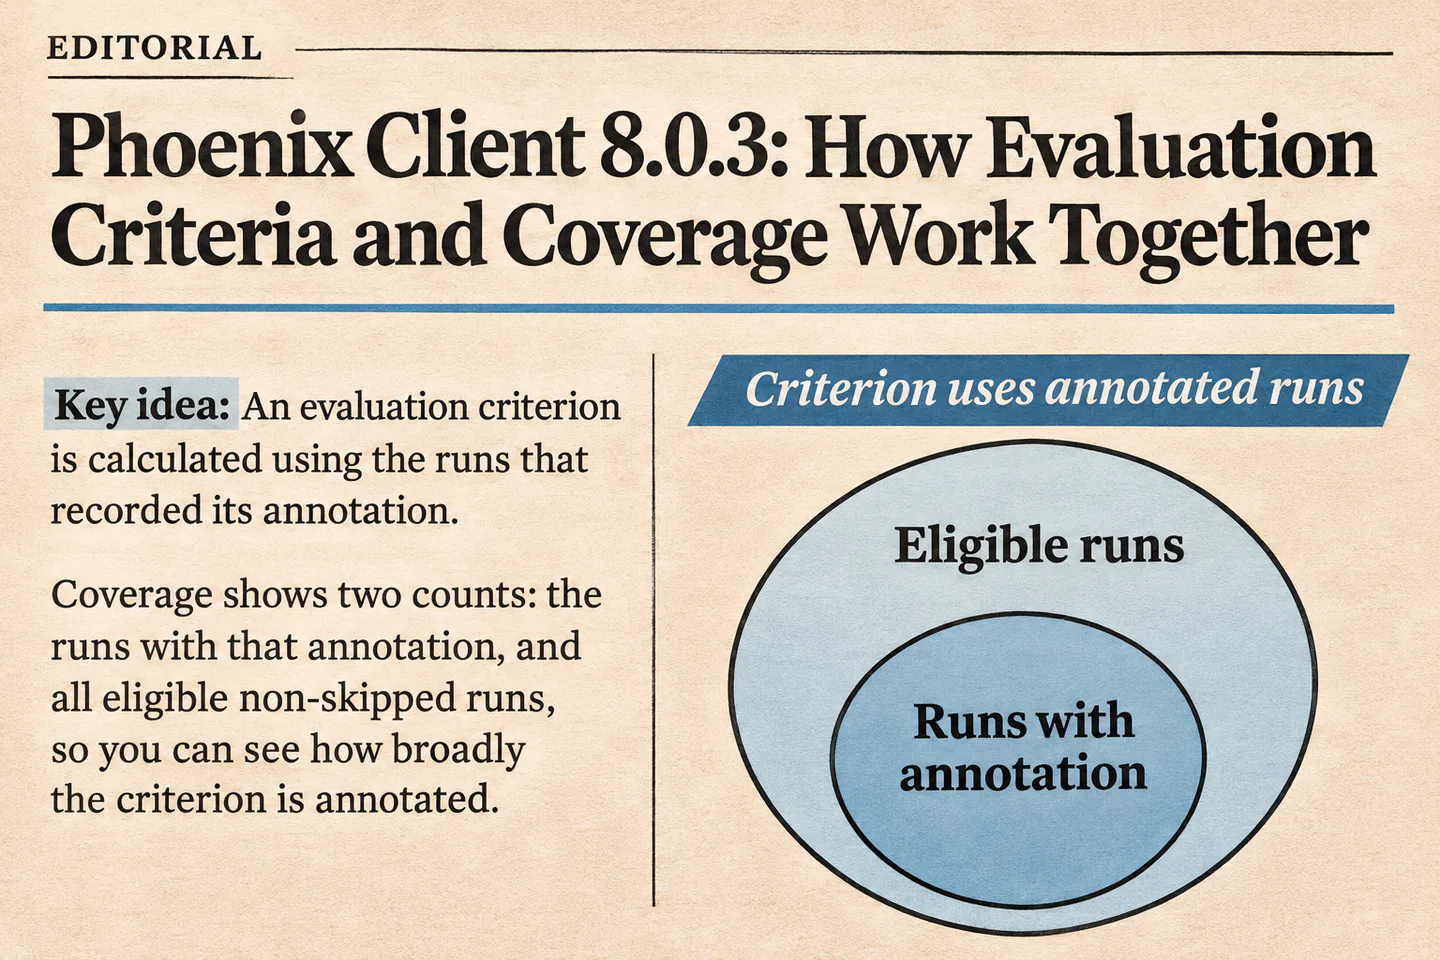 EDITORIAL
Phoenix Client 8.0.3: How Evaluation
Criteria and Coverage Work Together
Key idea: An evaluation criterion
is calculated using the runs that
recorded its annotation.
Coverage shows two counts: the
runs with that annotation, and
all eligible non-skipped runs,
so you can see how broadly
the criterion is annotated.
Criterion uses annotated runs
Eligible runs
Runs with
annotation